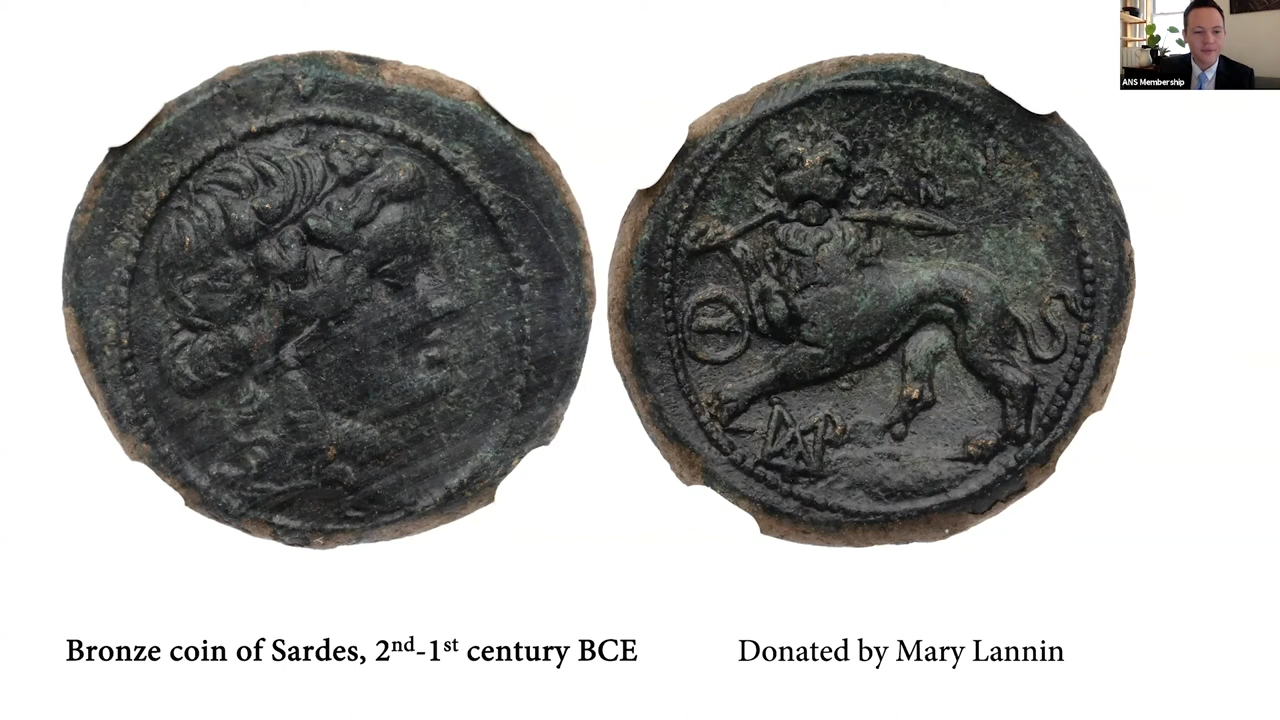 ANS Membership
Bronze coin of Sardes, 2nd-1st century BCE
Donated by Mary Lannin